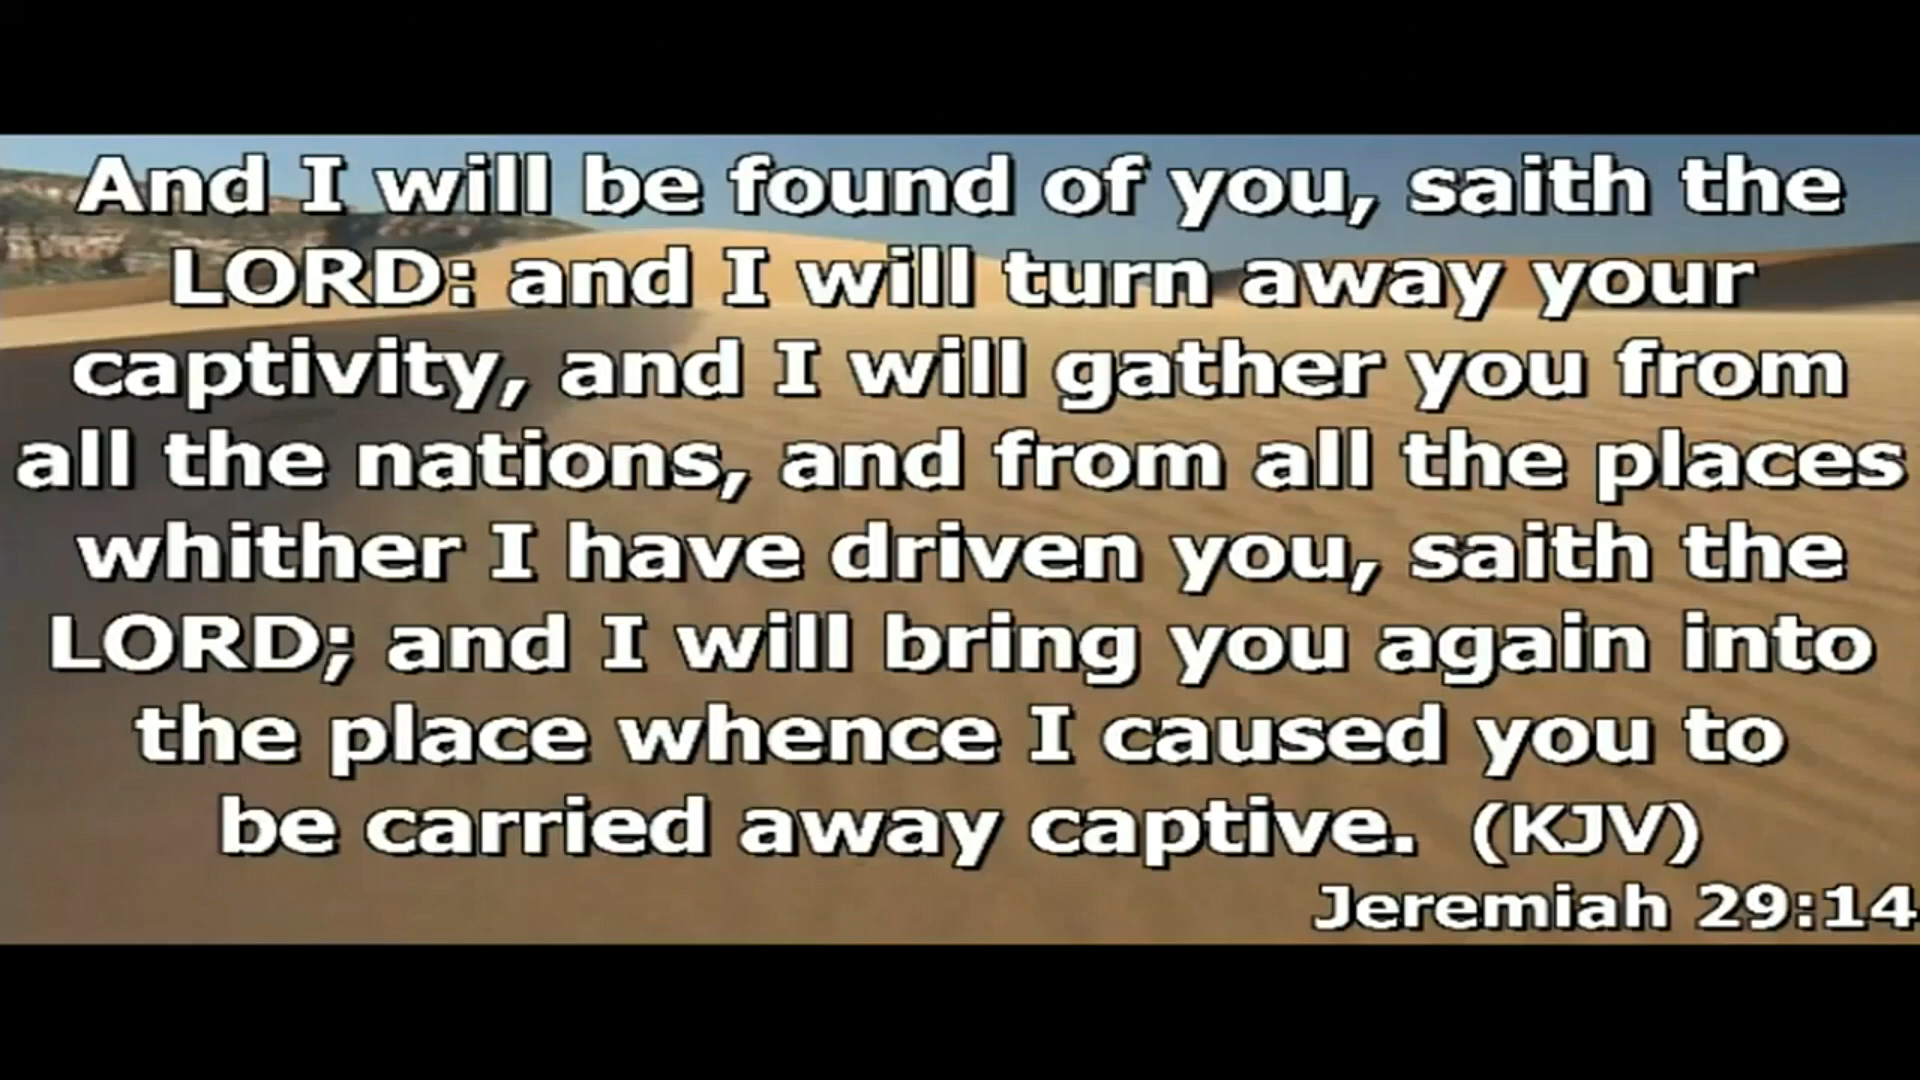 And I will be found of you, saith the
LORD: and I will turn away your
captivity, and I will gather you from
all the nations, and from all the places
whither I have driven you, saith the
LORD; and I will bring you again into
the place whence I caused you to
be carried away captive.  (KJV)
Jeremiah 29:14